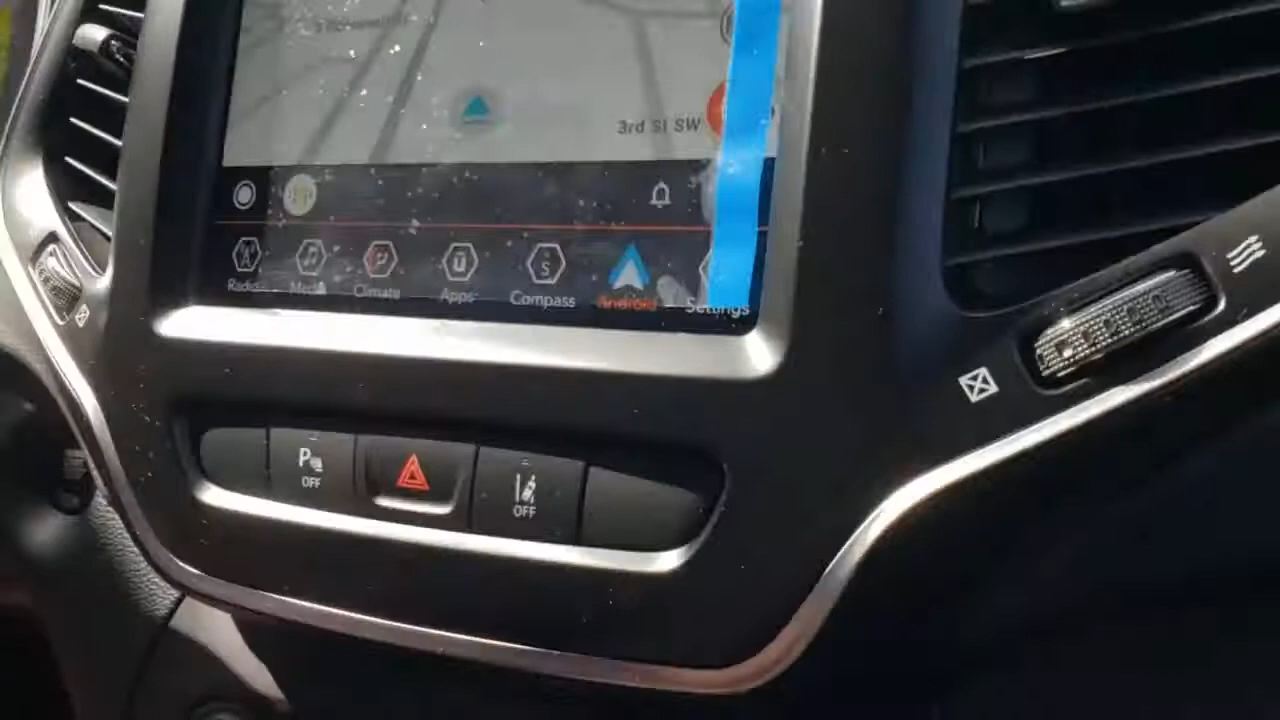 3rd St SW
Radio Media Climate Apps Compass Android Settings
P OFF
OFF